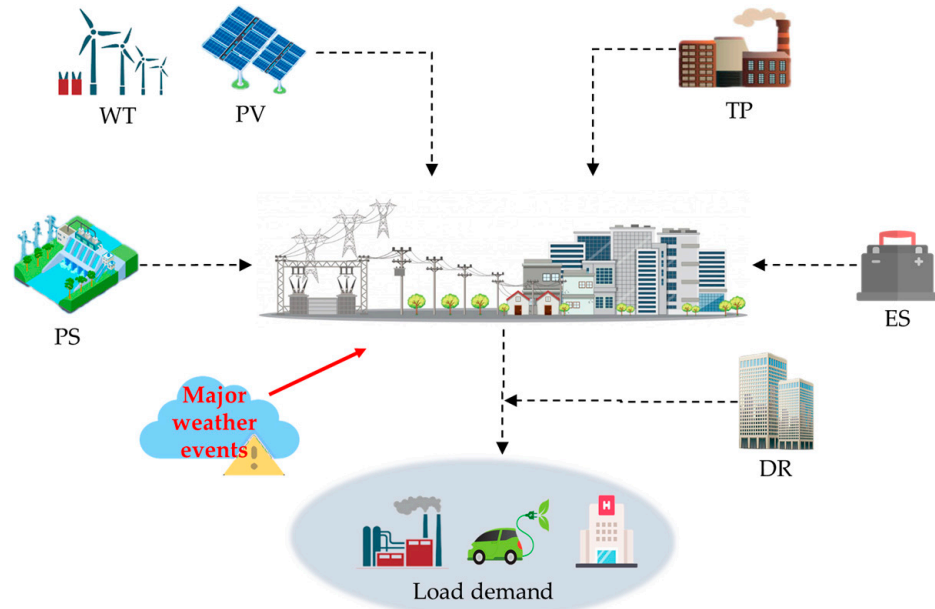 WT
PV
TP
PS
ES
Major
weather
events
DR
H
Load demand